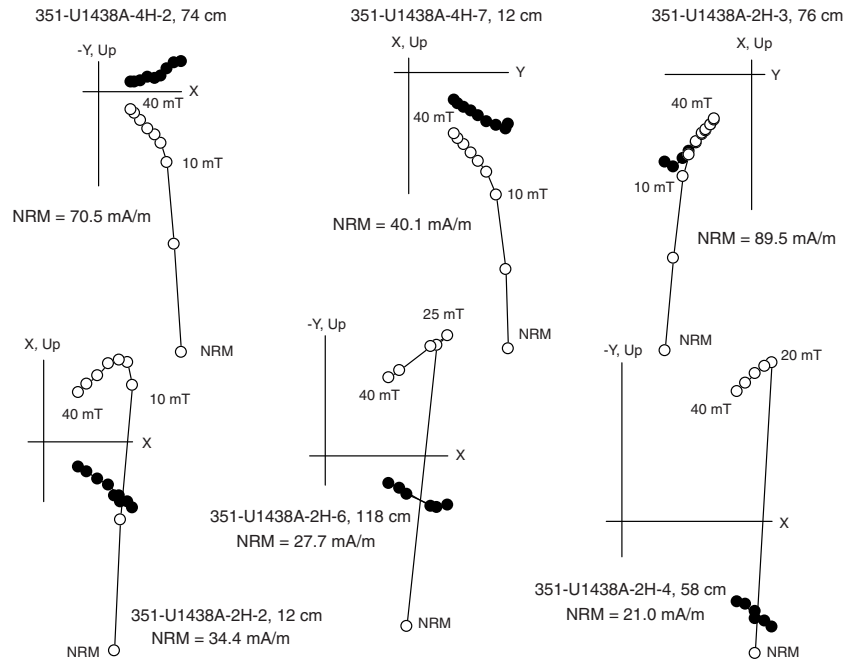 351-U1438A-4H-2, 74 cm
-Y, Up
X
40 mT
10 mT
NRM = 70.5 mA/m
NRM
351-U1438A-4H-7, 12 cm
X, Up
Y
40 mT
10 mT
NRM = 40.1 mA/m
NRM
351-U1438A-2H-3, 76 cm
X, Up
Y
40 mT
10 mT
NRM = 89.5 mA/m
NRM
X, Up
40 mT
10 mT
X
351-U1438A-2H-2, 12 cm
NRM = 34.4 mA/m
NRM
-Y, Up
25 mT
40 mT
X
351-U1438A-2H-6, 118 cm
NRM = 27.7 mA/m
NRM
-Y, Up
20 mT
40 mT
X
351-U1438A-2H-4, 58 cm
NRM = 21.0 mA/m
NRM